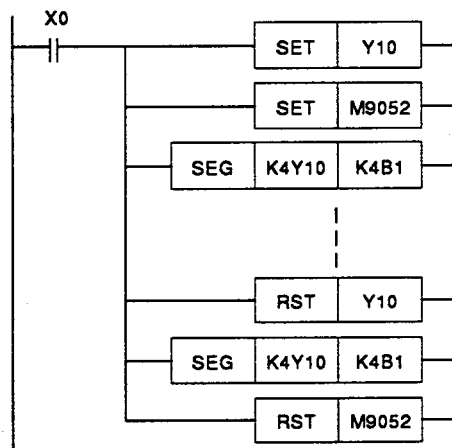 X0
SET Y10
SET M9052
SEG K4Y10 K4B1
RST Y10
SEG K4Y10 K4B1
RST M9052